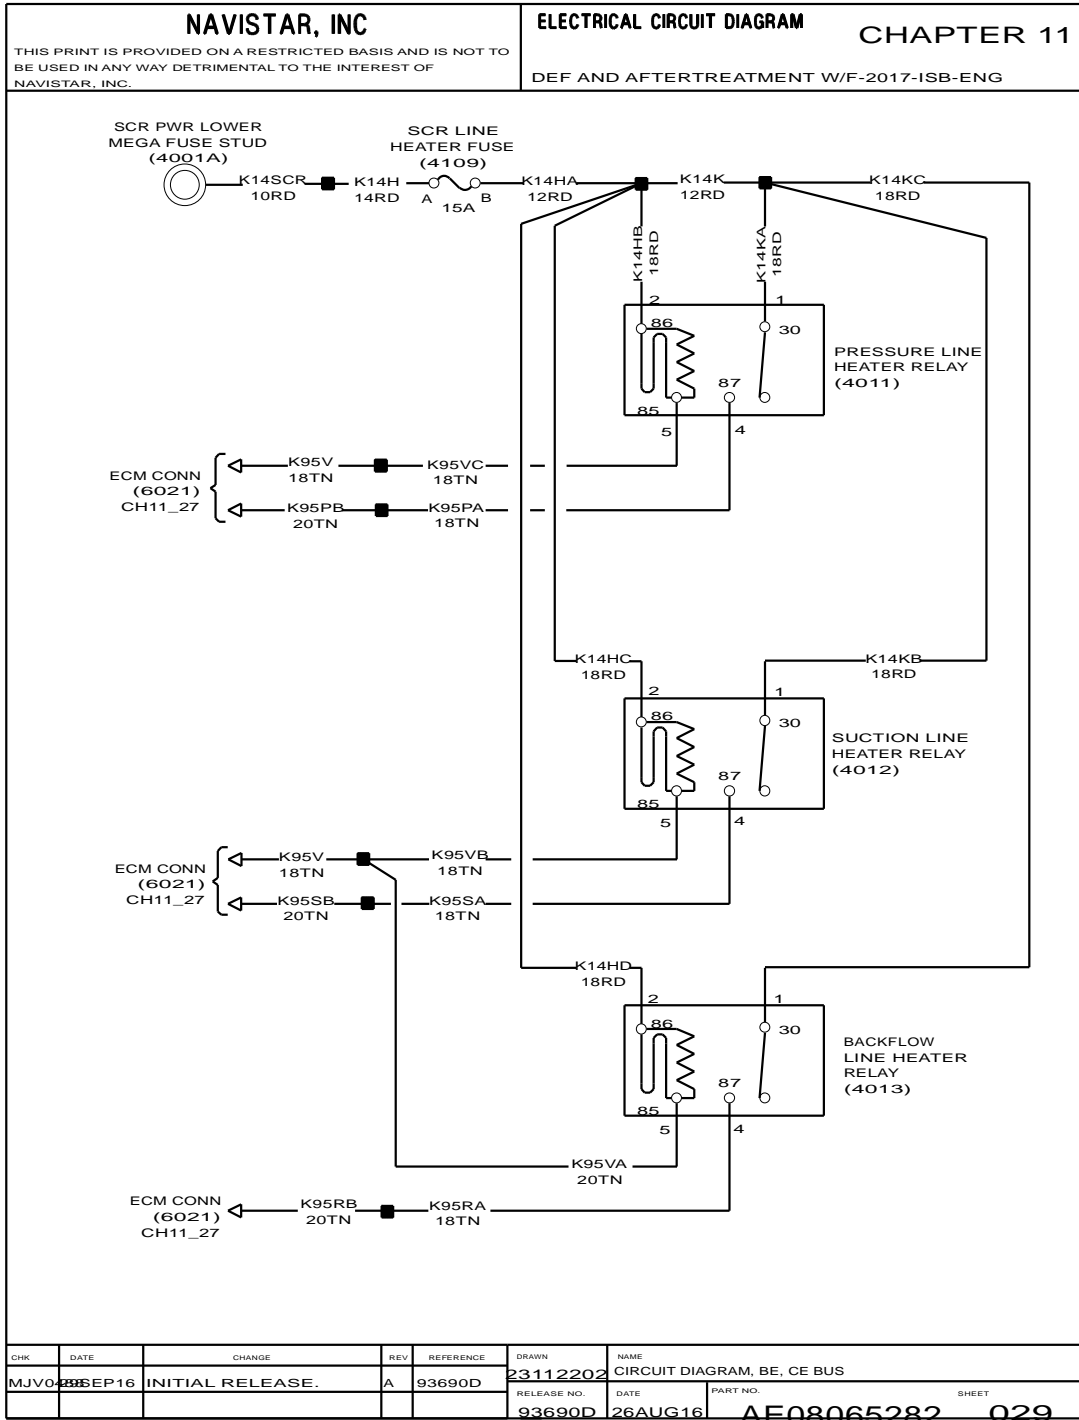 NAVISTAR, INC
THIS PRINT IS PROVIDED ON A RESTRICTED BASIS AND IS NOT TO
BE USED IN ANY WAY DETRIMENTAL TO THE INTEREST OF
NAVISTAR, INC.
ELECTRICAL CIRCUIT DIAGRAM
CHAPTER 11
DEF AND AFTERTREATMENT W/F-2017-ISB-ENG
SCR PWR LOWER
MEGA FUSE STUD
(4001A)
SCR LINE
HEATER FUSE
(4109)
K14SCR
10RD
K14H
14RD
A
15A
B
K14HA
12RD
K14K
12RD
K14KC
18RD
K14HB
18RD
K14KA
18RD
2
1
86
30
87
85
5
4
PRESSURE LINE
HEATER RELAY
(4011)
ECM CONN
(6021)
CH11_27
K95V
18TN
K95VC
18TN
K95PB
20TN
K95PA
18TN
K14HC
18RD
K14KB
18RD
2
1
86
30
87
85
5
4
SUCTION LINE
HEATER RELAY
(4012)
ECM CONN
(6021)
CH11_27
K95V
18TN
K95VB
18TN
K95SB
20TN
K95SA
18TN
K14HD
18RD
2
1
86
30
87
85
5
4
BACKFLOW
LINE HEATER
RELAY
(4013)
K95VA
20TN
ECM CONN
(6021)
CH11_27
K95RB
20TN
K95RA
18TN
CHK
DATE
CHANGE
REV
REFERENCE
INITIAL RELEASE.
A
93690D
DRAWN
23112202
NAME
CIRCUIT DIAGRAM, BE, CE BUS
RELEASE NO.
93690D
DATE
26AUG16
PART NO.
AE08065282
SHEET
029